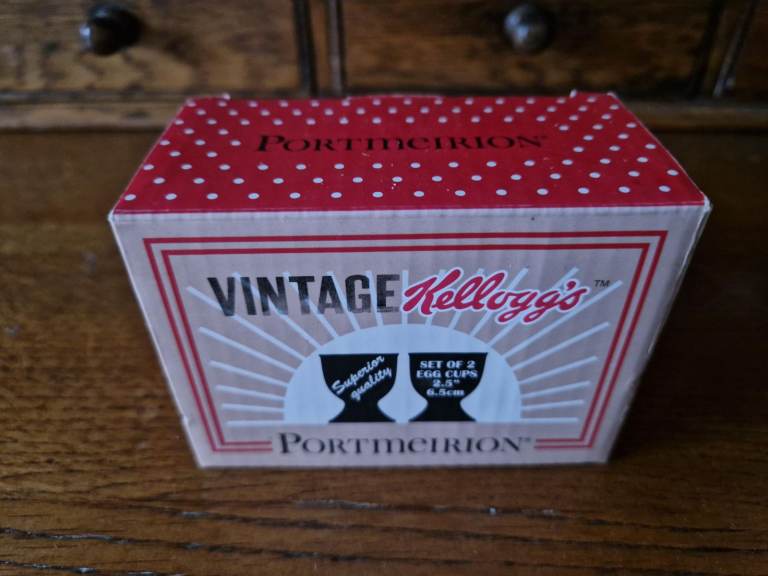 PORTMEIRION®
VINTAGE Kellogg's™
Superior
quality
SET OF 2
EGG CUPS
2.5"
6.5cm
PORTMEIRION®